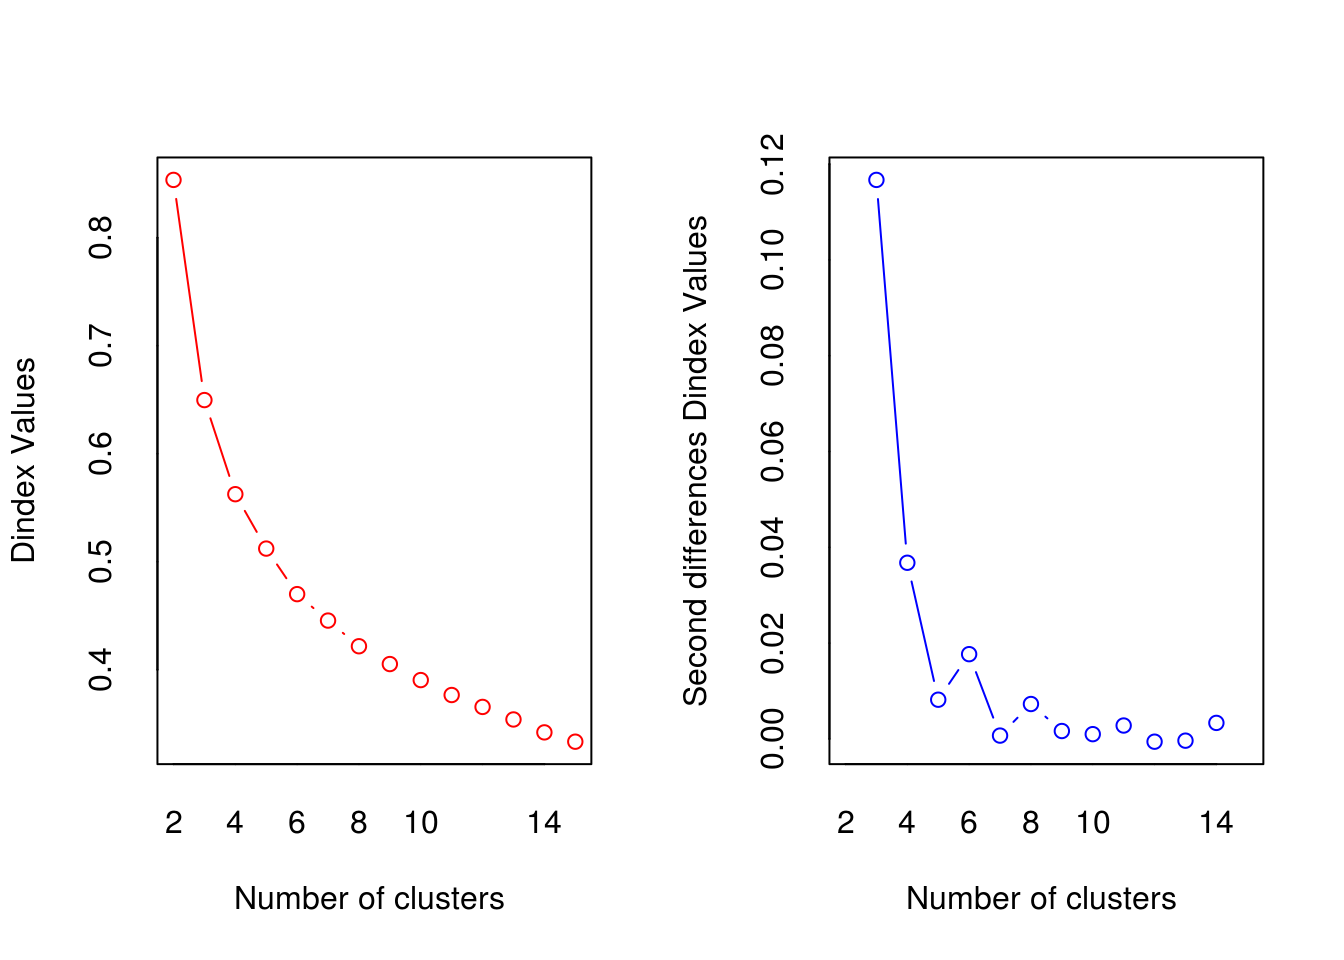 Dindex Values
0.8
0.7
0.6
0.5
0.4
2 4 6 8 10 14
Number of clusters
Second differences Dindex Values
0.12
0.10
0.08
0.06
0.04
0.02
0.00
2 4 6 8 10 14
Number of clusters